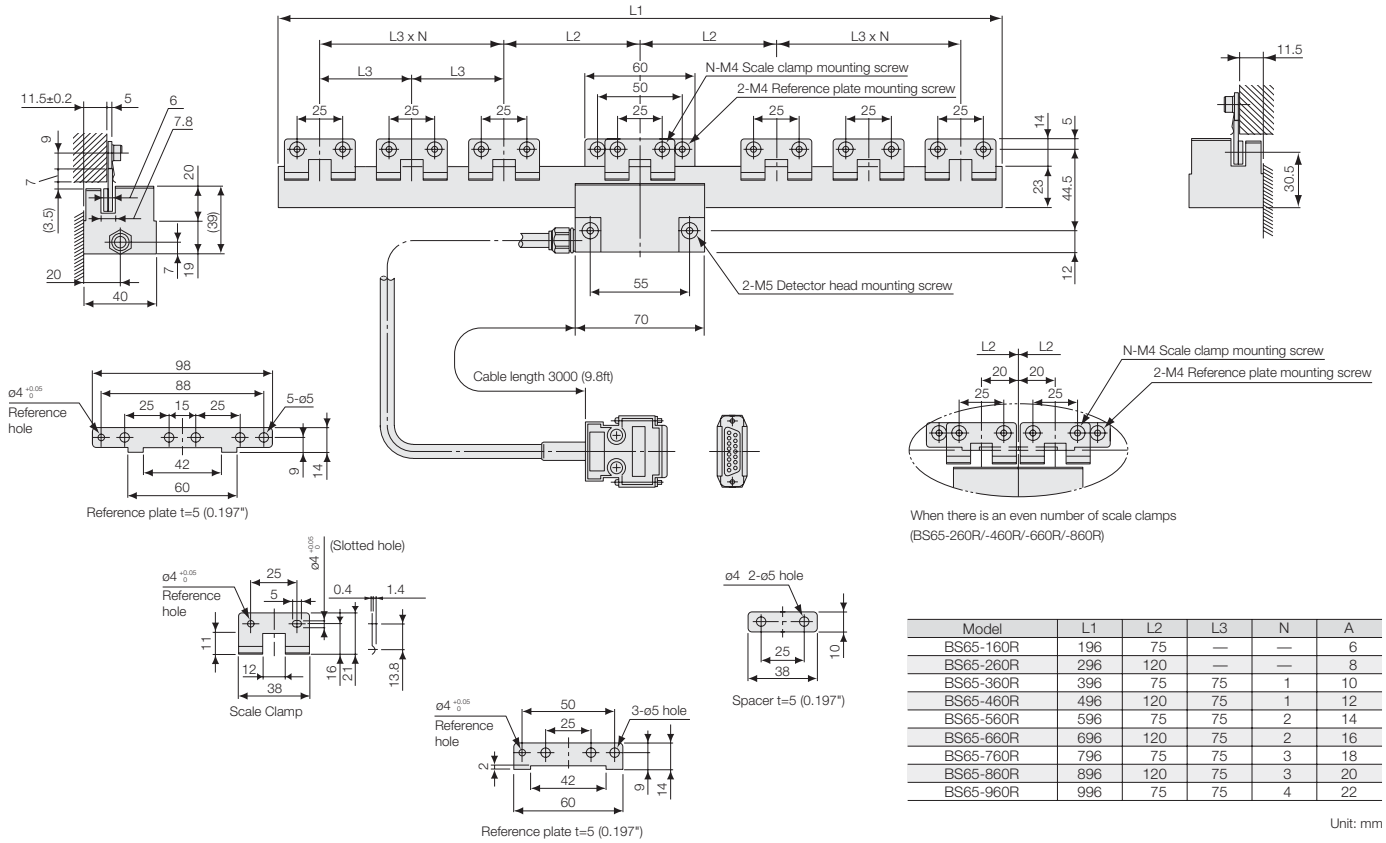 L1
L3 x N
L2
L2
L3 x N
L3
L3
60
50
25
25
25
25
25
25
25
N-M4 Scale clamp mounting screw
2-M4 Reference plate mounting screw
14
5
23
44.5
12
55
70
2-M5 Detector head mounting screw
Cable length 3000 (9.8ft)
11.5±0.2
5
6
7.8
9
7
(3.5)
20
(39)
7
19
20
40
11.5
30.5
98
88
25
15
25
ø4 +0.05 0
Reference
hole
5-ø5
42
60
9
14
Reference plate t=5 (0.197")
L2
L2
20
20
25
25
N-M4 Scale clamp mounting screw
2-M4 Reference plate mounting screw
When there is an even number of scale clamps
(BS65-260R/-460R/-660R/-860R)
ø4 +0.05 0
Reference
hole
25
5
ø4 +0.05 0 (Slotted hole)
0.4
1.4
11
12
38
16
21
13.8
Scale Clamp
ø4 +0.05 0
Reference
hole
50
25
3-ø5 hole
2
42
60
9
14
Reference plate t=5 (0.197")
ø4 2-ø5 hole
25
38
10
Spacer t=5 (0.197")
Model L1 L2 L3 N A
BS65-160R 196 75 — — 6
BS65-260R 296 120 — — 8
BS65-360R 396 75 75 1 10
BS65-460R 496 120 75 1 12
BS65-560R 596 75 75 2 14
BS65-660R 696 120 75 2 16
BS65-760R 796 75 75 3 18
BS65-860R 896 120 75 3 20
BS65-960R 996 75 75 4 22
Unit: mm